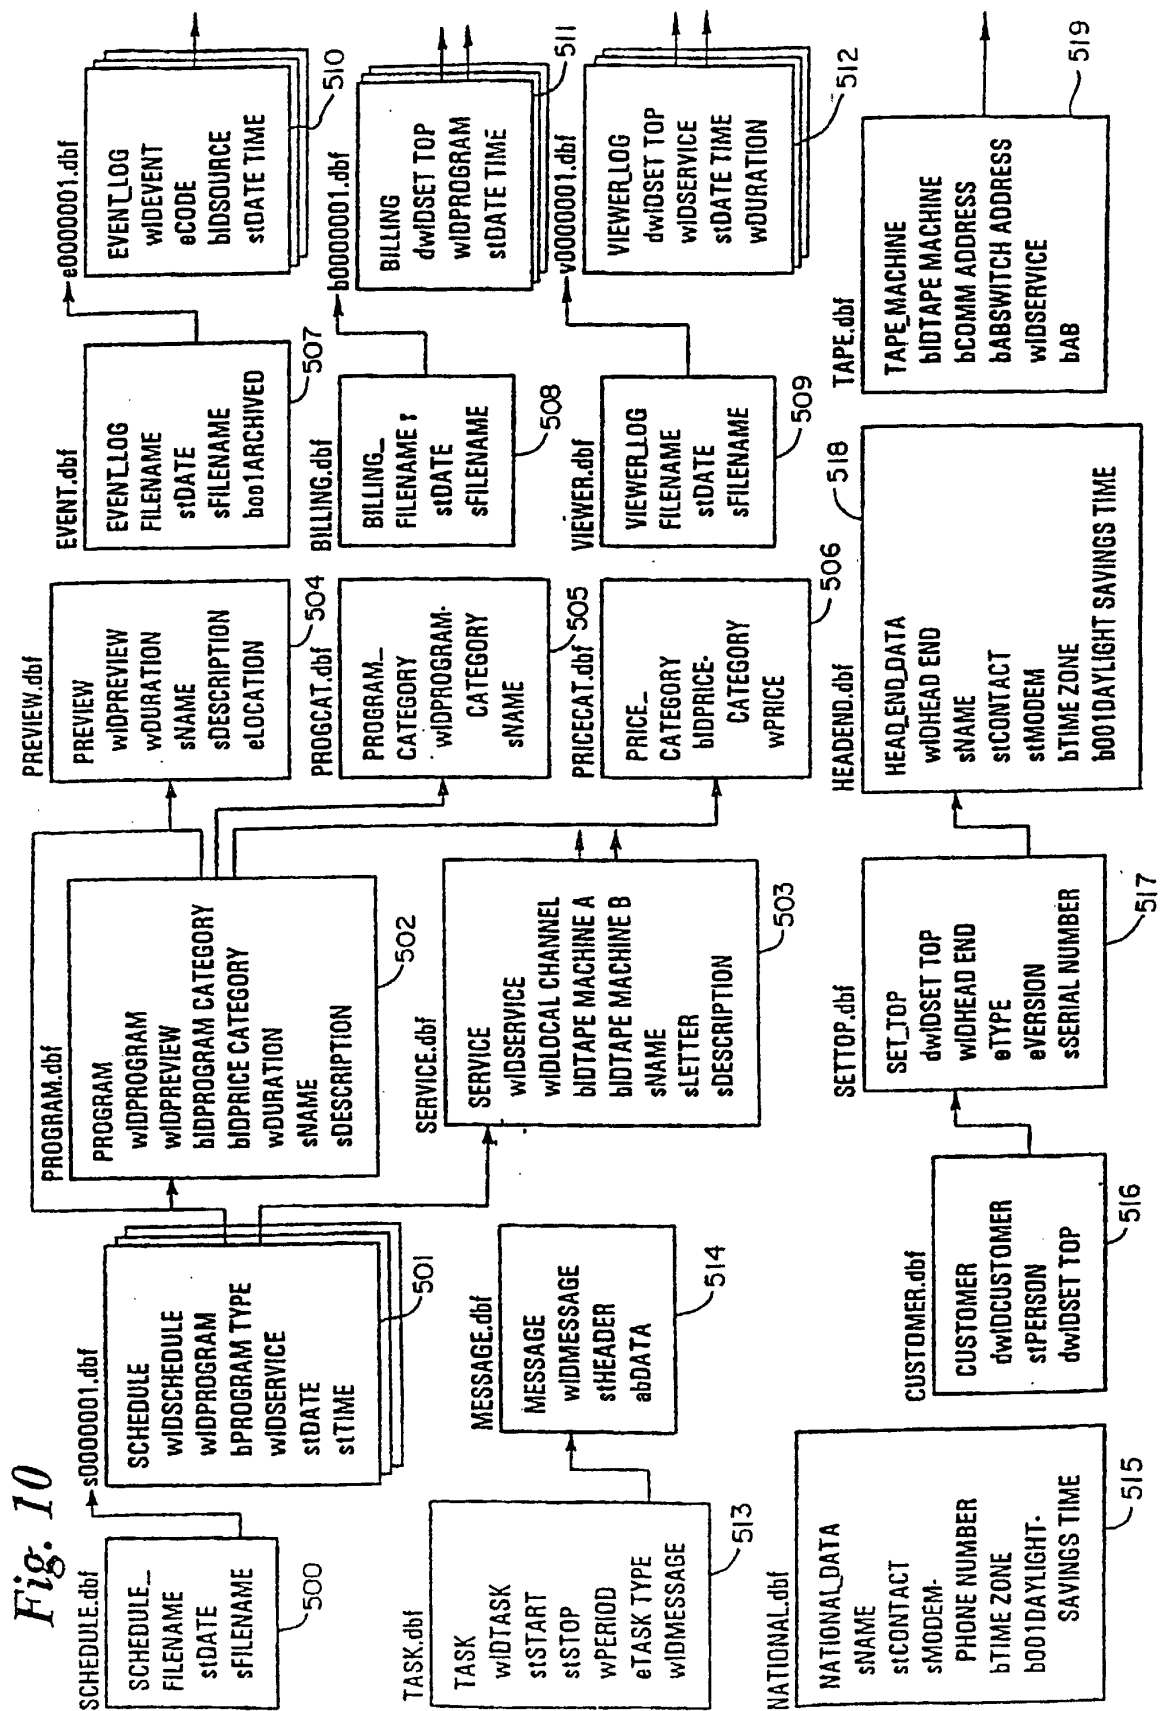 Fig. 10
SCHEDULE.dbf
SCHEDULE_
FILENAME
stDATE
sFILENAME
500
s0000001.dbf
SCHEDULE
wIDSCHEDULE
wIDPROGRAM
bPROGRAM TYPE
wIDSERVICE
stDATE
stTIME
501
PROGRAM.dbf
PROGRAM
wIDPROGRAM
wIDPREVIEW
bIDPROGRAM CATEGORY
bIDPRICE CATEGORY
wDURATION
sNAME
sDESCRIPTION
502
SERVICE.dbf
SERVICE
wIDSERVICE
wIDLOCAL CHANNEL
bIDTAPE MACHINE A
bIDTAPE MACHINE B
sNAME
sLETTER
sDESCRIPTION
503
PREVIEW.dbf
PREVIEW
wIDPREVIEW
wDURATION
sNAME
sDESCRIPTION
eLOCATION
504
PROGCAT.dbf
PROGRAM_
CATEGORY
wIDPROGRAM-
CATEGORY
sNAME
505
PRICECAT.dbf
PRICE_
CATEGORY
bIDPRICE-
CATEGORY
wPRICE
506
EVENT.dbf
EVENT_LOG
FILENAME
stDATE
sFILENAME
boo1ARCHIVED
507
BILLING.dbf
BILLING_
FILENAME :
stDATE
sFILENAME
508
VIEWER.dbf
VIEWER_LOG
FILENAME
stDATE
sFILENAME
509
e0000001.dbf
EVENT_LOG
wIDEVENT
eCODE
bIDSOURCE
stDATE TIME
510
b0000001.dbf
BILLING
dwIDSET TOP
wIDPROGRAM
stDATE TIME
511
v0000001.dbf
VIEWER_LOG
dwIDSET TOP
wIDSERVICE
stDATE TIME
wDURATION
512
TASK.dbf
TASK
wIDTASK
stSTART
stSTOP
wPERIOD
eTASK TYPE
wIDMESSAGE
513
MESSAGE.dbf
MESSAGE
wIDMESSAGE
stHEADER
abDATA
514
NATIONAL.dbf
NATIONAL_DATA
sNAME
stCONTACT
sMODEM-
PHONE NUMBER
bTIME ZONE
b001DAYLIGHT-
SAVINGS TIME
515
CUSTOMER.dbf
CUSTOMER
dwIDCUSTOMER
stPERSON
dwIDSET TOP
516
SETTOP.dbf
SET_TOP
dwIDSET TOP
wIDHEAD END
eTYPE
eVERSION
sSERIAL NUMBER
517
HEADEND.dbf
HEAD_END_DATA
wIDHEAD END
sNAME
stCONTACT
stMODEM
bTIME ZONE
b001DAYLIGHT SAVINGS TIME
518
TAPE.dbf
TAPE_MACHINE
bIDTAPE MACHINE
bCOMM ADDRESS
bABSWITCH ADDRESS
wIDSERVICE
bAB
519